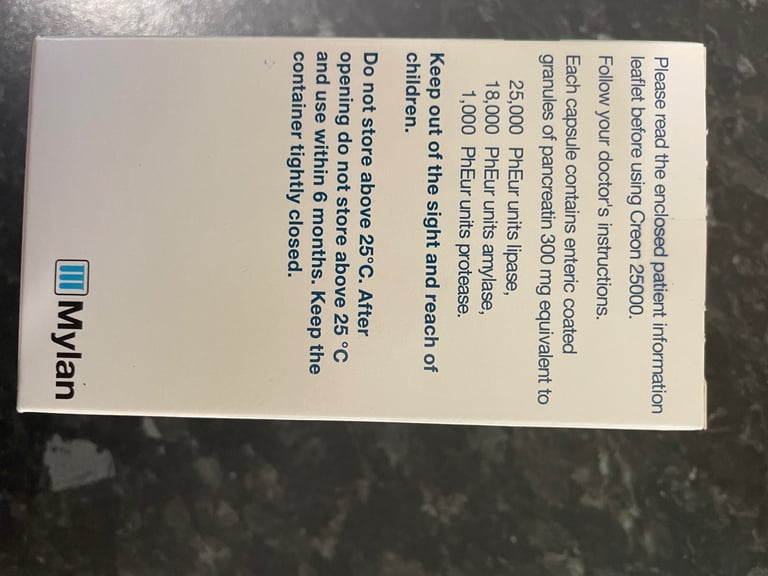 Please read the enclosed patient information
leaflet before using Creon 25000.
Follow your doctor's instructions.
Each capsule contains enteric coated
granules of pancreatin 300 mg equivalent to
25,000 PhEur units lipase,
18,000 PhEur units amylase,
1,000 PhEur units protease.
Keep out of the sight and reach of
children.
Do not store above 25°C. After
opening do not store above 25 °C
and use within 6 months. Keep the
container tightly closed.
Mylan